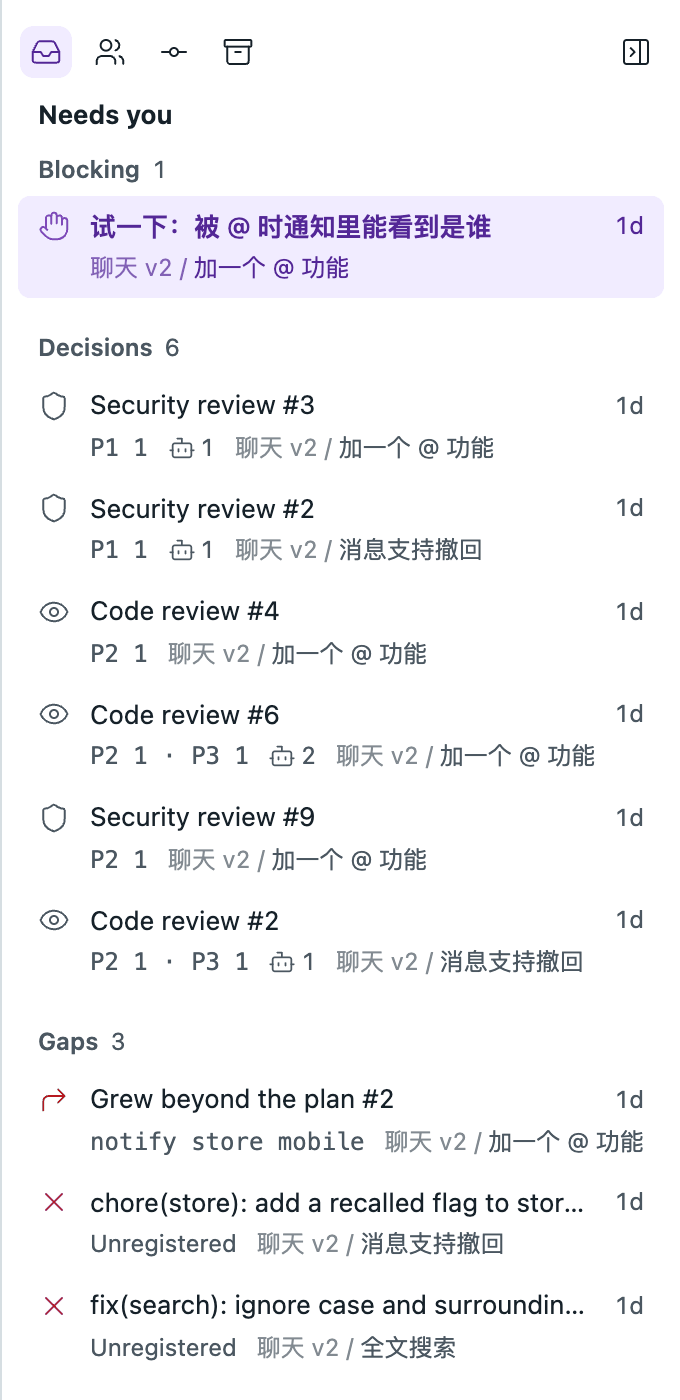 Needs you
Blocking 1
试一下：被 @ 时通知里能看到是谁 1d
聊天 v2 / 加一个 @ 功能
Decisions 6
Security review #3 1d
P1 1 1 聊天 v2 / 加一个 @ 功能
Security review #2 1d
P1 1 1 聊天 v2 / 消息支持撤回
Code review #4 1d
P2 1 聊天 v2 / 加一个 @ 功能
Code review #6 1d
P2 1 · P3 1 2 聊天 v2 / 加一个 @ 功能
Security review #9 1d
P2 1 聊天 v2 / 加一个 @ 功能
Code review #2 1d
P2 1 · P3 1 1 聊天 v2 / 消息支持撤回
Gaps 3
Grew beyond the plan #2 1d
notify store mobile 聊天 v2 / 加一个 @ 功能
chore(store): add a recalled flag to stor... 1d
Unregistered 聊天 v2 / 消息支持撤回
fix(search): ignore case and surroundin... 1d
Unregistered 聊天 v2 / 全文搜索